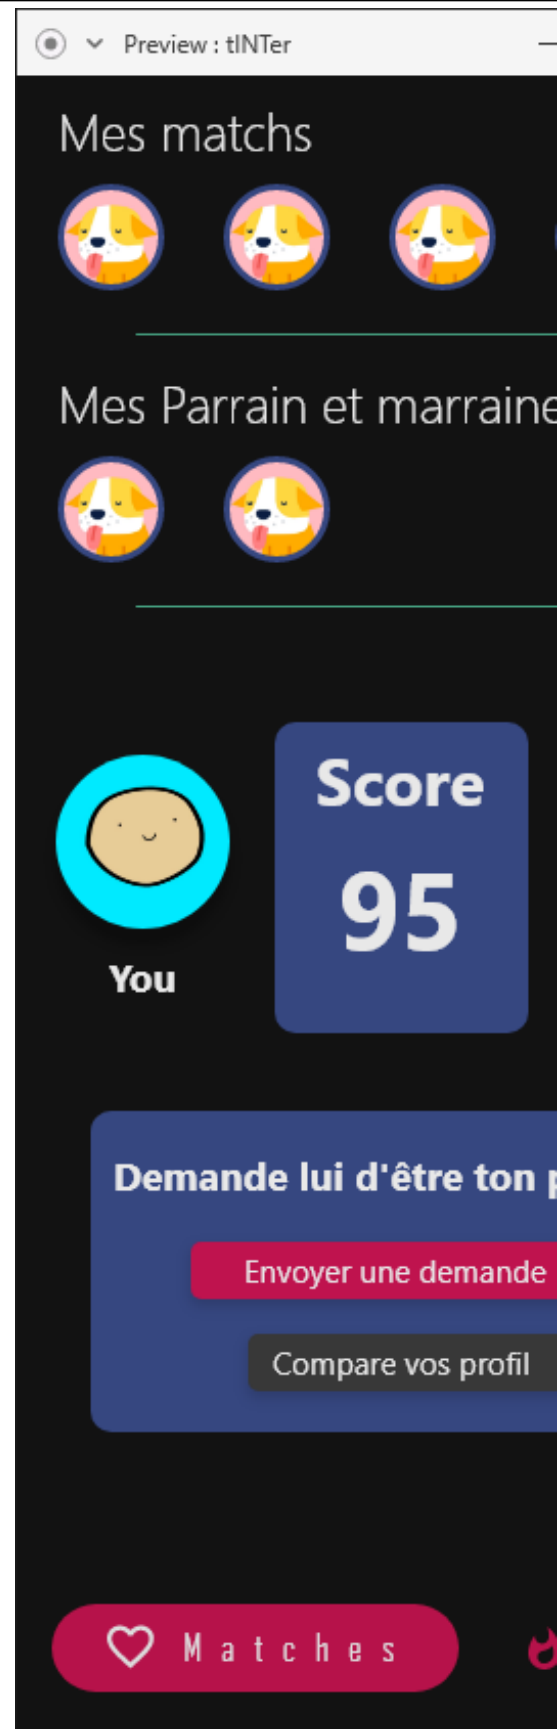 Preview : tINTer
Mes matchs
Mes Parrain et marraine
Score
95
You
Demande lui d'être ton
Envoyer une demande
Compare vos profil
Matches